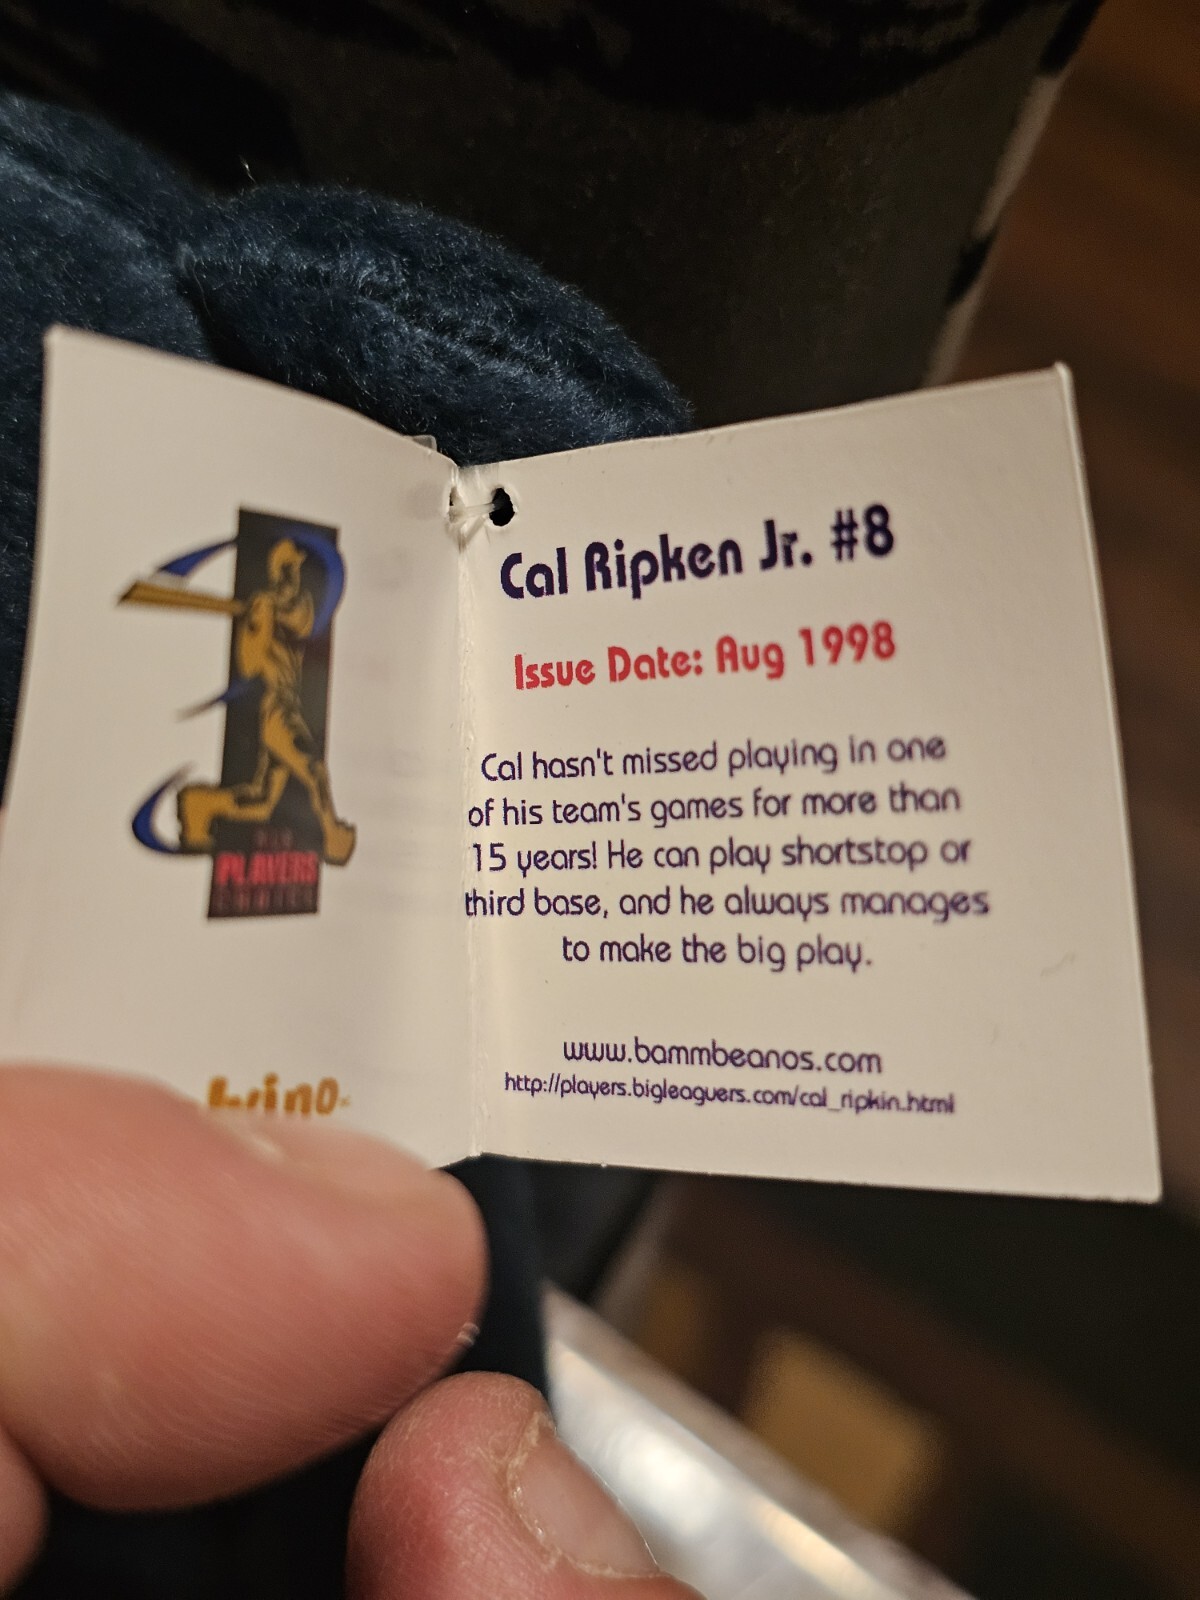 PLAYERS
CHOICE
Cal Ripken Jr. #8
Issue Date: Aug 1998
Cal hasn't missed playing in one
of his team's games for more than
15 years! He can play shortstop or
third base, and he always manages
to make the big play.
www.bammbeanos.com
http://players.bigleaguers.com/cal_ripkin.html